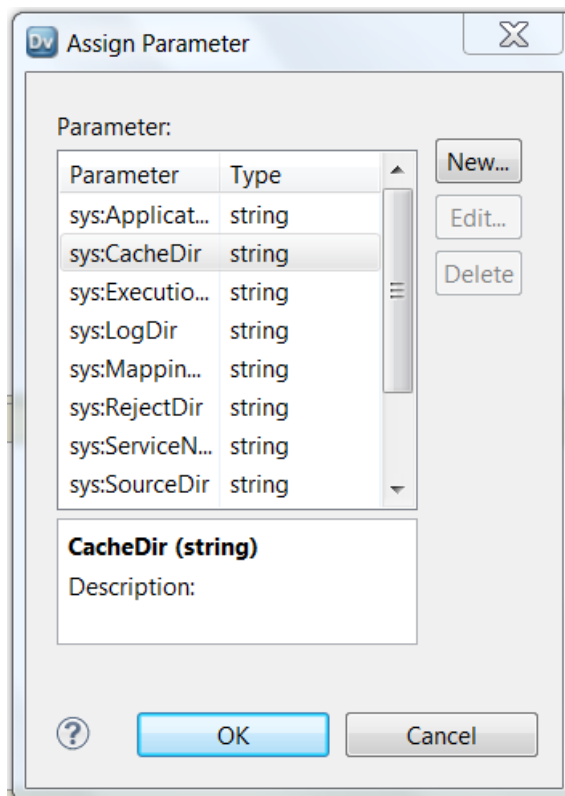 Dv Assign Parameter
Parameter:
Parameter Type
sys:Applicat... string
sys:CacheDir string
sys:Executio... string
sys:LogDir string
sys:Mappin... string
sys:RejectDir string
sys:ServiceN... string
sys:SourceDir string
New...
Edit...
Delete
CacheDir (string)
Description:
? OK Cancel